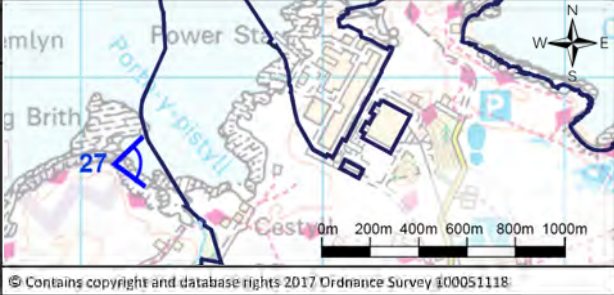 N
emlyn
Power Sta
W E
S
Porth-y-pistyll
P
g Brith
27
Cestyll
0m 200m 400m 600m 800m 1000m
© Contains copyright and database rights 2017 Ordnance Survey 100051118